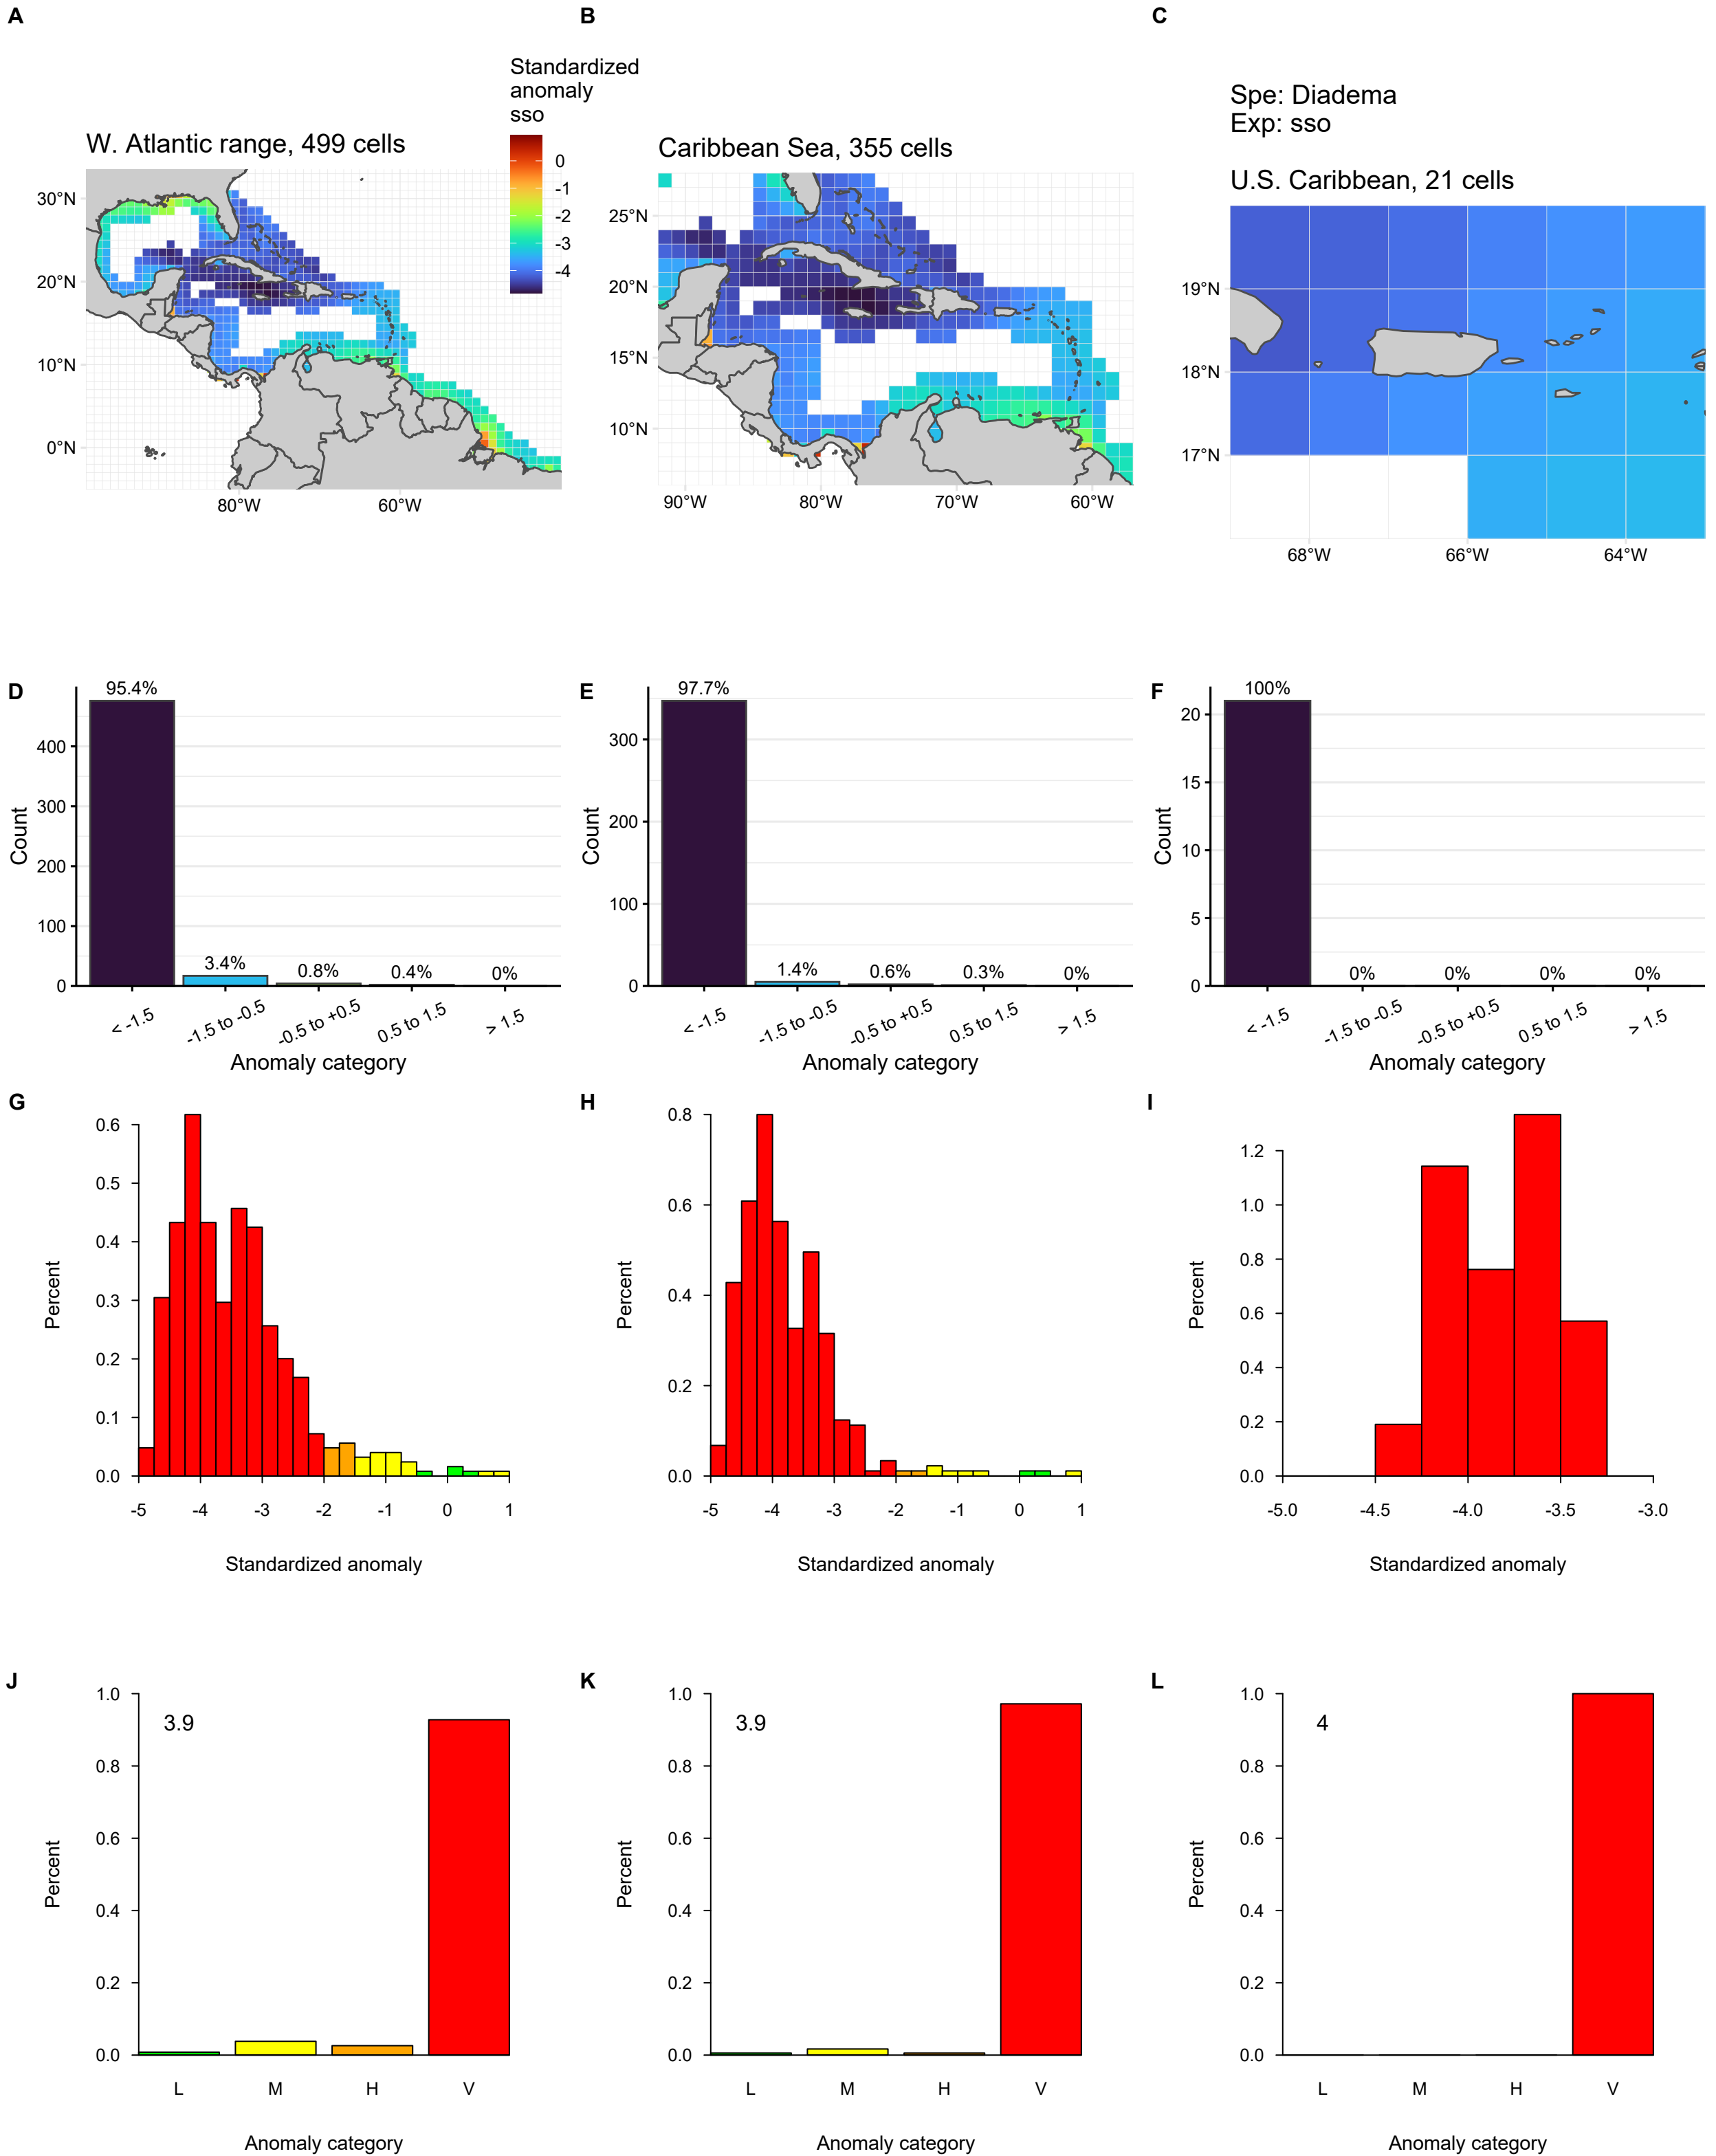 A
B
C
Standardized
anomaly
sso
0
-1
-2
-3
-4
W. Atlantic range, 499 cells
30°N
20°N
10°N
0°N
80°W
60°W
Caribbean Sea, 355 cells
25°N
20°N
15°N
10°N
90°W
80°W
70°W
60°W
Spe: Diadema
Exp: sso
U.S. Caribbean, 21 cells
19°N
18°N
17°N
68°W
66°W
64°W
D
95.4%
3.4%
0.8%
0.4%
0%
400
300
200
100
0
Count
< -1.5
-1.5 to -0.5
-0.5 to +0.5
0.5 to 1.5
> 1.5
Anomaly category
E
97.7%
1.4%
0.6%
0.3%
0%
300
200
100
0
Count
< -1.5
-1.5 to -0.5
-0.5 to +0.5
0.5 to 1.5
> 1.5
Anomaly category
F
100%
0%
0%
0%
0%
20
15
10
5
0
Count
< -1.5
-1.5 to -0.5
-0.5 to +0.5
0.5 to 1.5
> 1.5
Anomaly category
G
0.6
0.5
0.4
0.3
0.2
0.1
0.0
Percent
-5
-4
-3
-2
-1
0
1
Standardized anomaly
H
0.8
0.6
0.4
0.2
0.0
Percent
-5
-4
-3
-2
-1
0
1
Standardized anomaly
I
1.2
1.0
0.8
0.6
0.4
0.2
0.0
Percent
-5.0
-4.5
-4.0
-3.5
-3.0
Standardized anomaly
J
3.9
1.0
0.8
0.6
0.4
0.2
0.0
Percent
L
M
H
V
Anomaly category
K
3.9
1.0
0.8
0.6
0.4
0.2
0.0
Percent
L
M
H
V
Anomaly category
L
4
1.0
0.8
0.6
0.4
0.2
0.0
Percent
L
M
H
V
Anomaly category